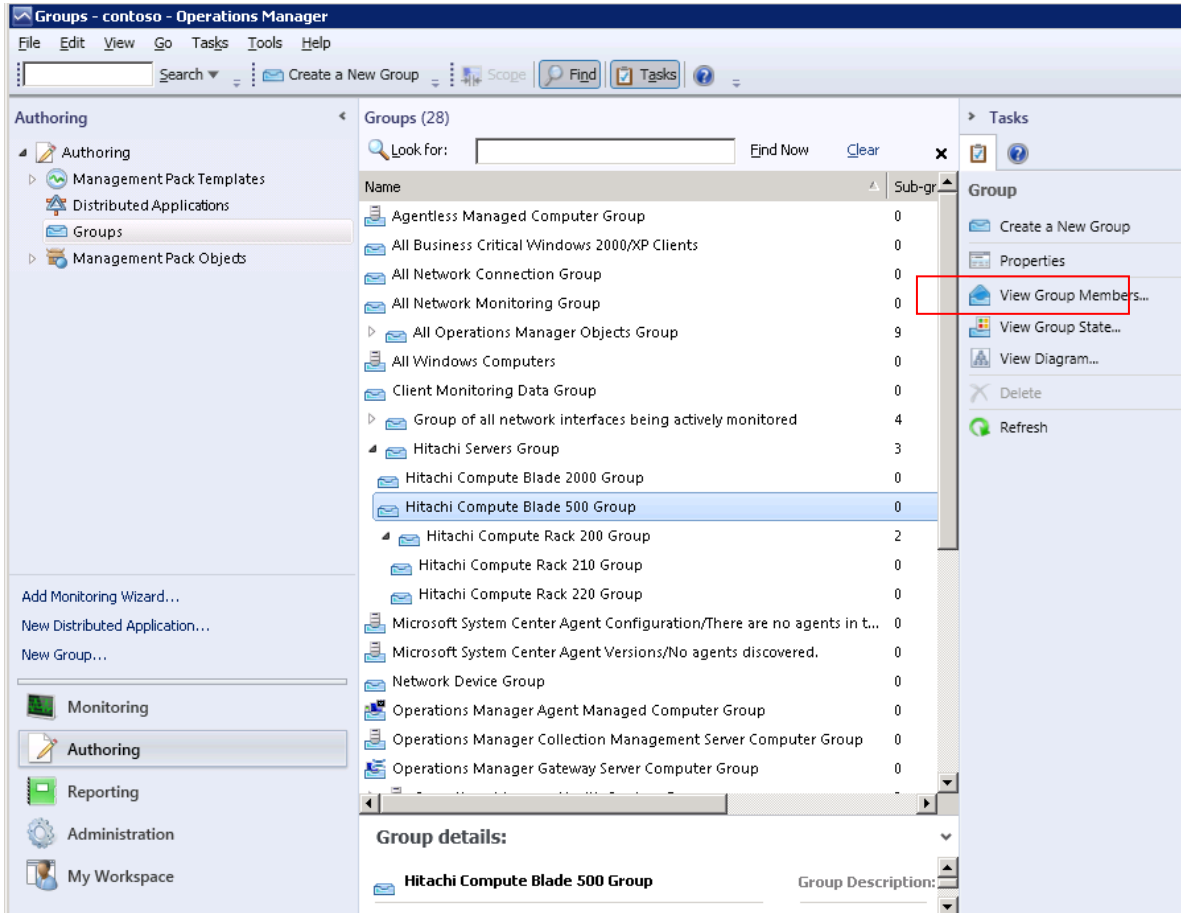 Groups - contoso - Operations Manager
File Edit View Go Tasks Tools Help
Search Create a New Group Scope Find Tasks
Authoring
Authoring
Management Pack Templates
Distributed Applications
Groups
Management Pack Objects
Add Monitoring Wizard...
New Distributed Application...
New Group...
Monitoring
Authoring
Reporting
Administration
My Workspace
Groups (28)
Look for: Find Now Clear
Name Sub-gr
Agentless Managed Computer Group 0
All Business Critical Windows 2000/XP Clients 0
All Network Connection Group 0
All Network Monitoring Group 0
All Operations Manager Objects Group 9
All Windows Computers 0
Client Monitoring Data Group 0
Group of all network interfaces being actively monitored 4
Hitachi Servers Group 3
Hitachi Compute Blade 2000 Group 0
Hitachi Compute Blade 500 Group 0
Hitachi Compute Rack 200 Group 2
Hitachi Compute Rack 210 Group 0
Hitachi Compute Rack 220 Group 0
Microsoft System Center Agent Configuration/There are no agents in t... 0
Microsoft System Center Agent Versions/No agents discovered. 0
Network Device Group 0
Operations Manager Agent Managed Computer Group 0
Operations Manager Collection Management Server Computer Group 0
Operations Manager Gateway Server Computer Group 0
Group details:
Hitachi Compute Blade 500 Group Group Description:
Tasks
Group
Create a New Group
Properties
View Group Members...
View Group State...
View Diagram...
Delete
Refresh